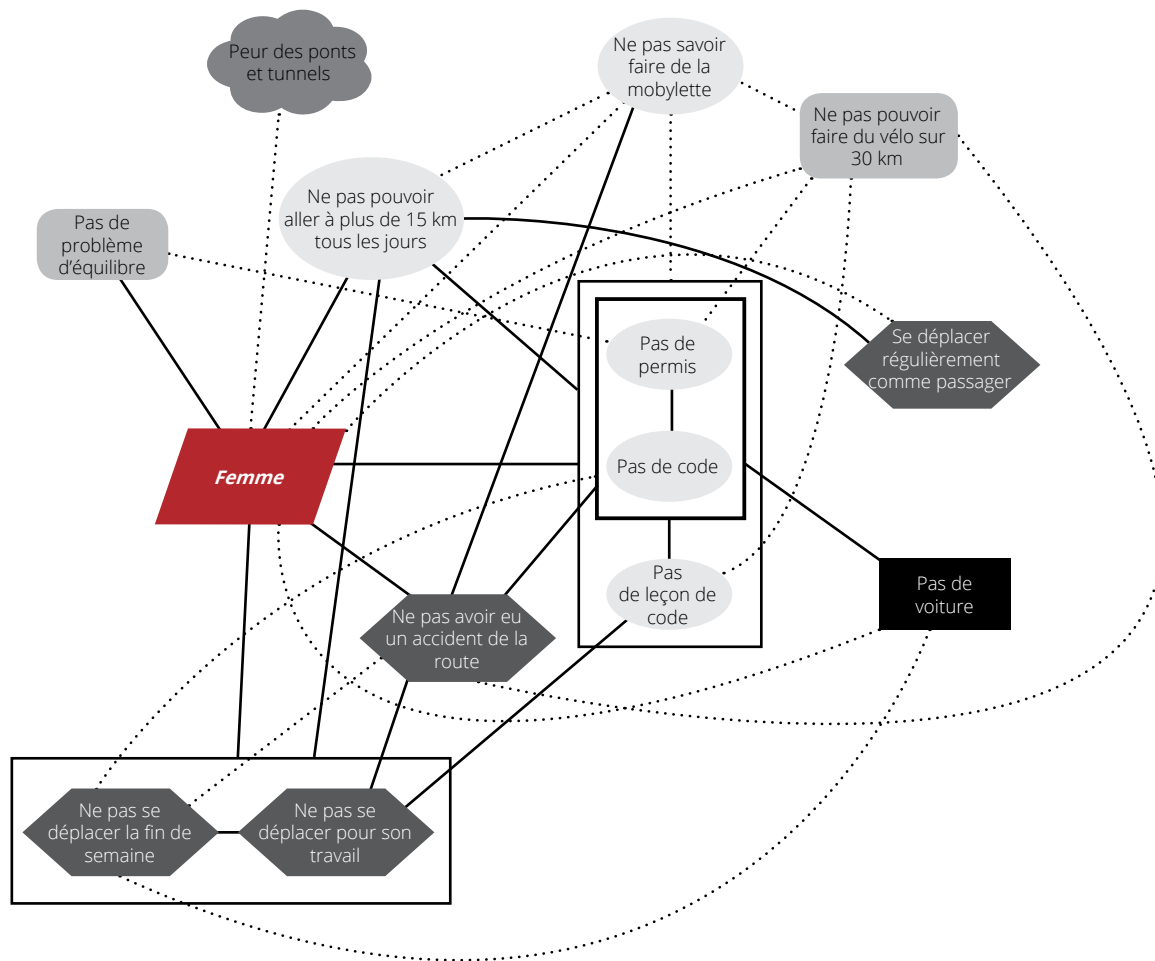 Peur des ponts
et tunnels
Ne pas savoir
faire de la
mobylette
Ne pas pouvoir
faire du vélo sur
30 km
Ne pas pouvoir
aller à plus de 15 km
tous les jours
Pas de
problème
d'équilibre
Se déplacer
régulièrement
comme passager
Pas de
permis
Femme
Pas de code
Pas
de leçon de
code
Pas de
voiture
Ne pas avoir eu
un accident de la
route
Ne pas se
déplacer la fin de
semaine
Ne pas se
déplacer pour son
travail